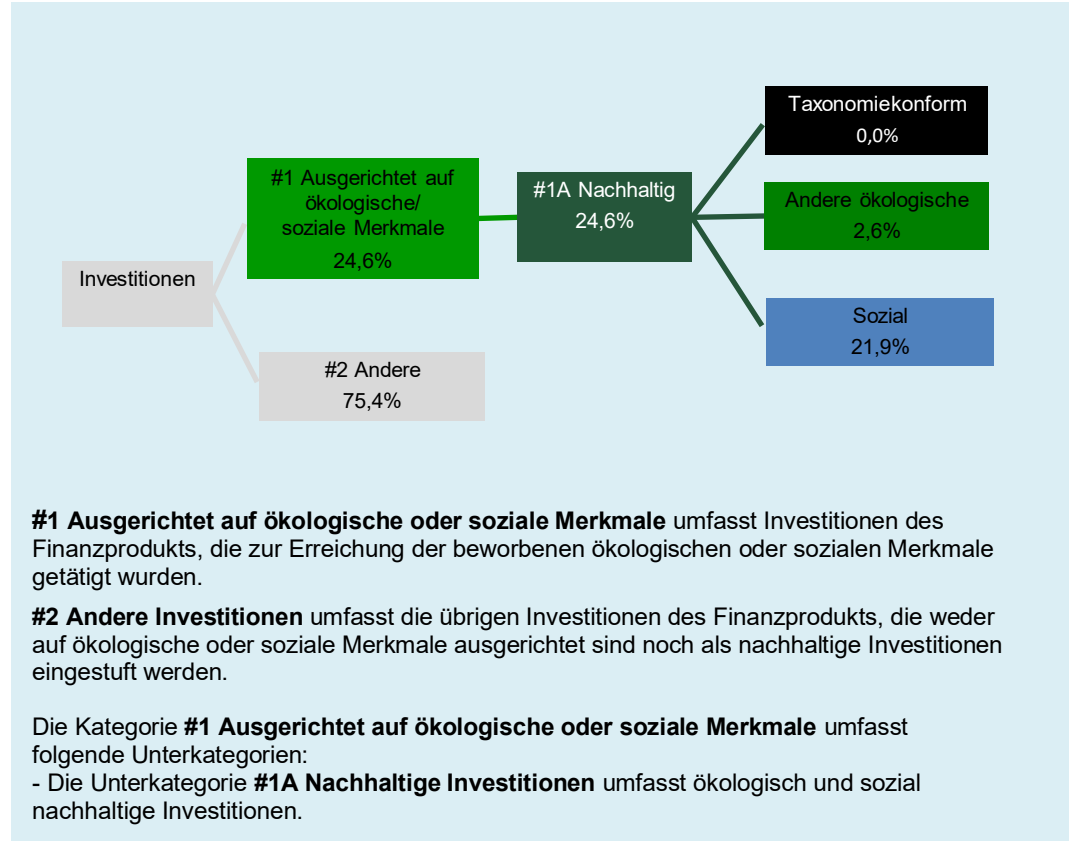 Taxonomiekonform
0,0%
#1 Ausgerichtet auf
ökologische/
soziale Merkmale
24,6%
#1A Nachhaltig
24,6%
Andere ökologische
2,6%
Investitionen
Sozial
21,9%
#2 Andere
75,4%
#1 Ausgerichtet auf ökologische oder soziale Merkmale umfasst Investitionen des
Finanzprodukts, die zur Erreichung der beworbenen ökologischen oder sozialen Merkmale
getätigt wurden.
#2 Andere Investitionen umfasst die übrigen Investitionen des Finanzprodukts, die weder
auf ökologische oder soziale Merkmale ausgerichtet sind noch als nachhaltige Investitionen
eingestuft werden.
Die Kategorie #1 Ausgerichtet auf ökologische oder soziale Merkmale umfasst
folgende Unterkategorien:
- Die Unterkategorie #1A Nachhaltige Investitionen umfasst ökologisch und sozial
nachhaltige Investitionen.